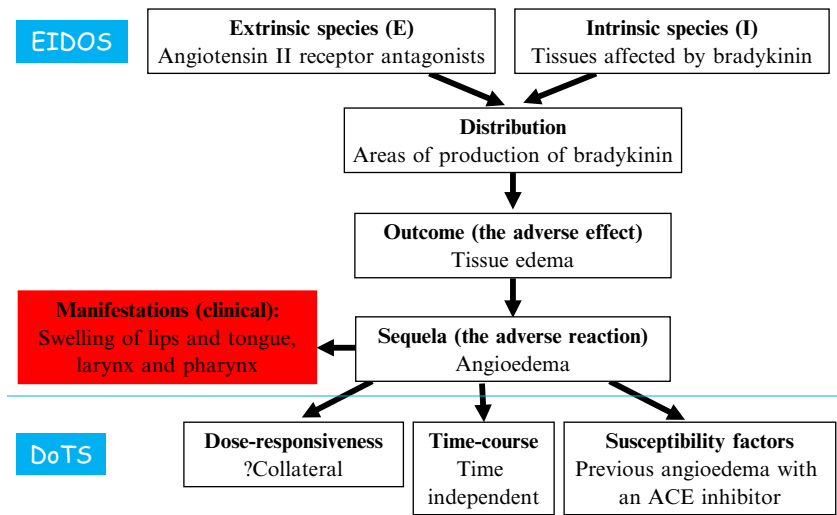 EIDOS
Extrinsic species (E)
Angiotensin II receptor antagonists
Intrinsic species (I)
Tissues affected by bradykinin
Distribution
Areas of production of bradykinin
Outcome (the adverse effect)
Tissue edema
Manifestations (clinical):
Swelling of lips and tongue,
larynx and pharynx
Sequela (the adverse reaction)
Angioedema
DoTS
Dose-responsiveness
?Collateral
Time-course
Time
independent
Susceptibility factors
Previous angioedema with
an ACE inhibitor